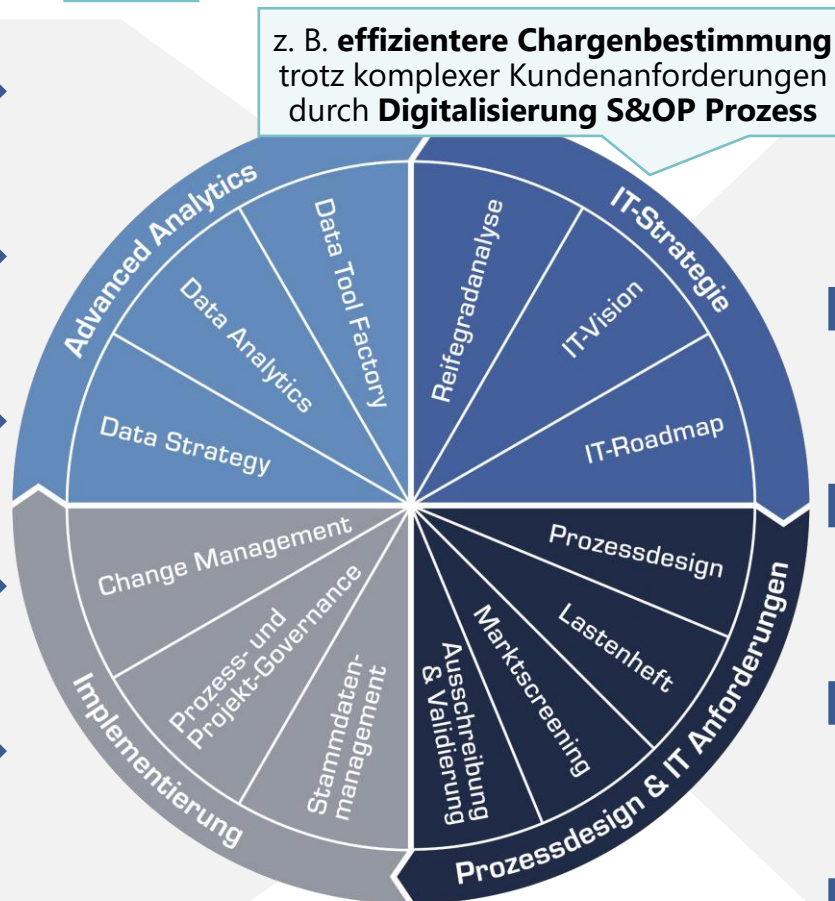 z. B. effizientere Chargenbestimmung
trotz komplexer Kundenanforderungen
durch Digitalisierung S&OP Prozess
Advanced Analytics
Data Strategy
Data Analytics
Data Tool Factory
IT-Strategie
Reifegradanalyse
IT-Vision
IT-Roadmap
Prozessdesign & IT Anforderungen
Prozessdesign
Lastenheft
Marktscreening
Ausschreibung
& Validierung
Implementierung
Stammdaten-
management
Prozess- und
Projekt-Governance
Change Management